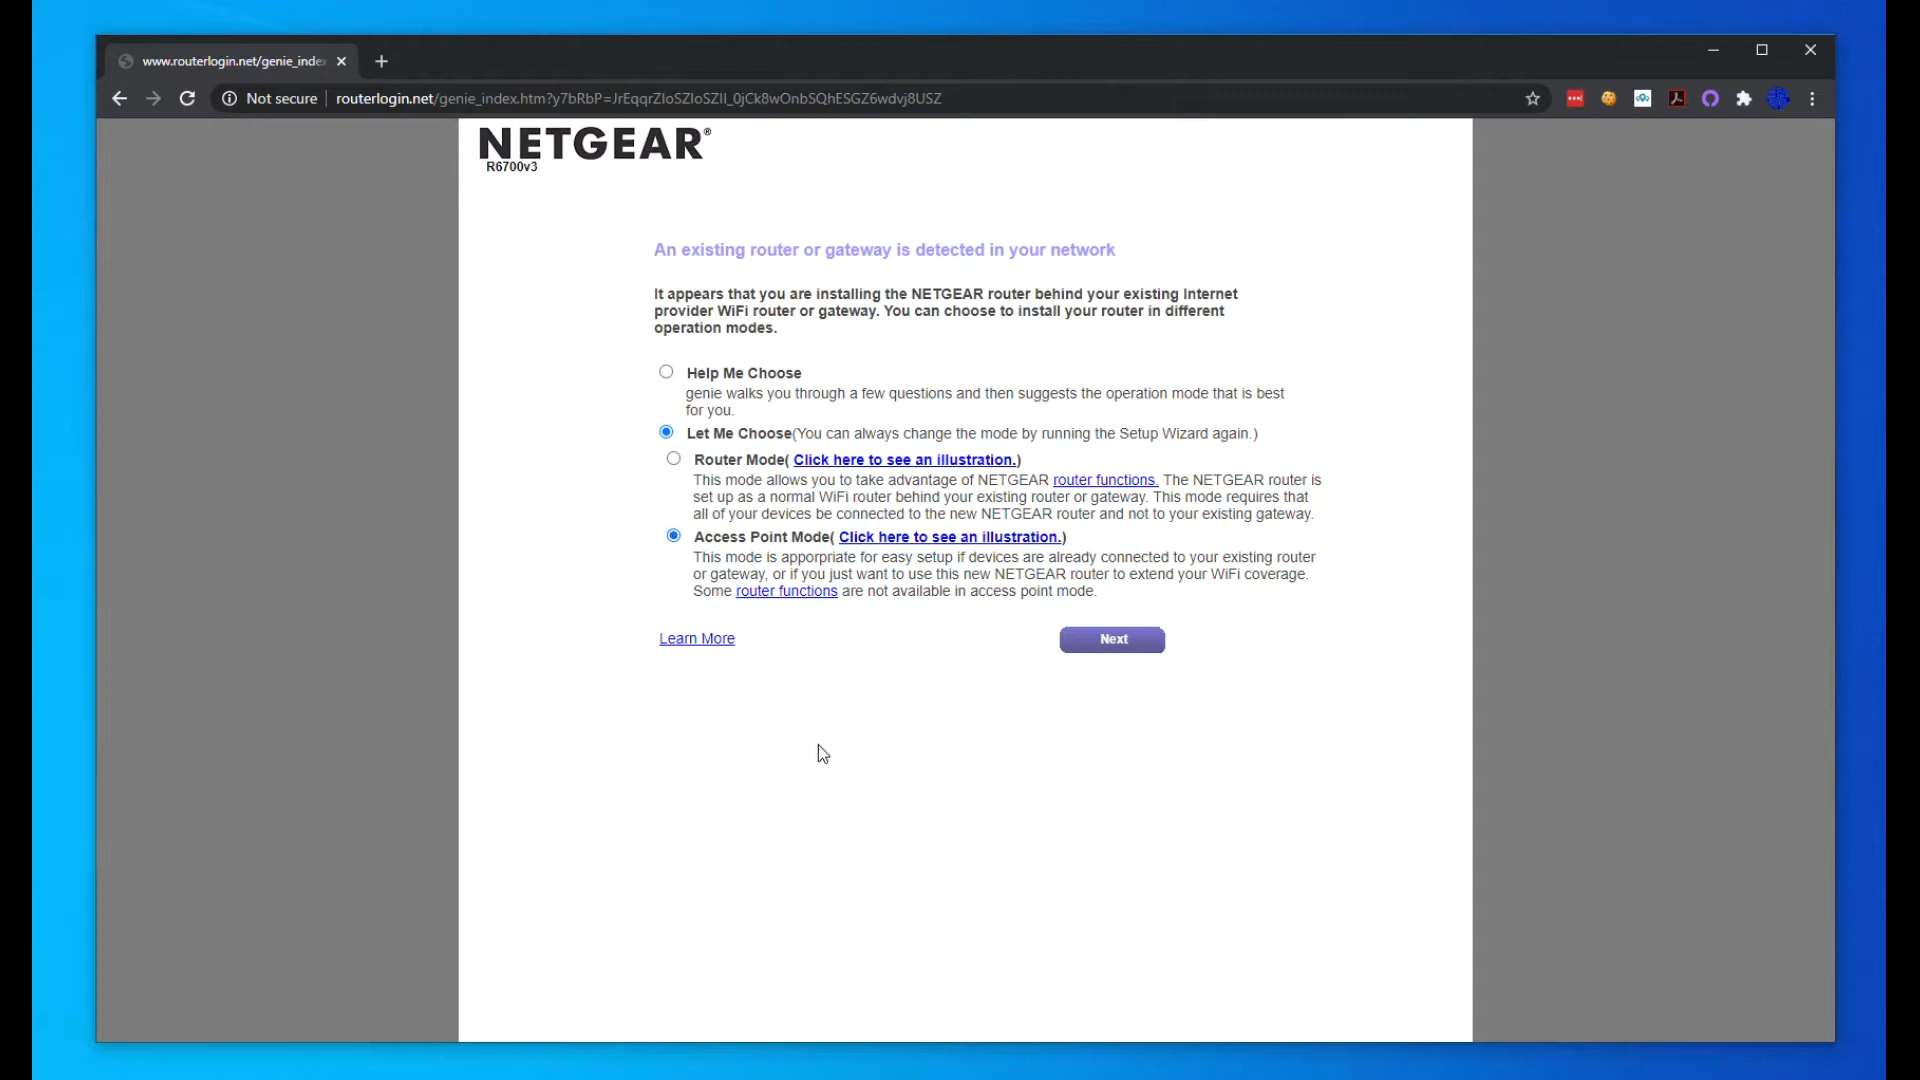 www.routerlogin.net/genie_inde
Not secure
routerlogin.net/genie_index.htm?y7bRbP=JrEqqrZIoSZIoSZII_0jCk8wOnbSQhESGZ6wdvj8USZ
NETGEAR®
R6700v3
An existing router or gateway is detected in your network
It appears that you are installing the NETGEAR router behind your existing Internet
provider WiFi router or gateway. You can choose to install your router in different
operation modes.
Help Me Choose
genie walks you through a few questions and then suggests the operation mode that is best
for you.
Let Me Choose(You can always change the mode by running the Setup Wizard again.)
Router Mode( Click here to see an illustration.)
This mode allows you to take advantage of NETGEAR router functions. The NETGEAR router is
set up as a normal WiFi router behind your existing router or gateway. This mode requires that
all of your devices be connected to the new NETGEAR router and not to your existing gateway.
Access Point Mode( Click here to see an illustration.)
This mode is apporpriate for easy setup if devices are already connected to your existing router
or gateway, or if you just want to use this new NETGEAR router to extend your WiFi coverage.
Some router functions are not available in access point mode.
Learn More
Next